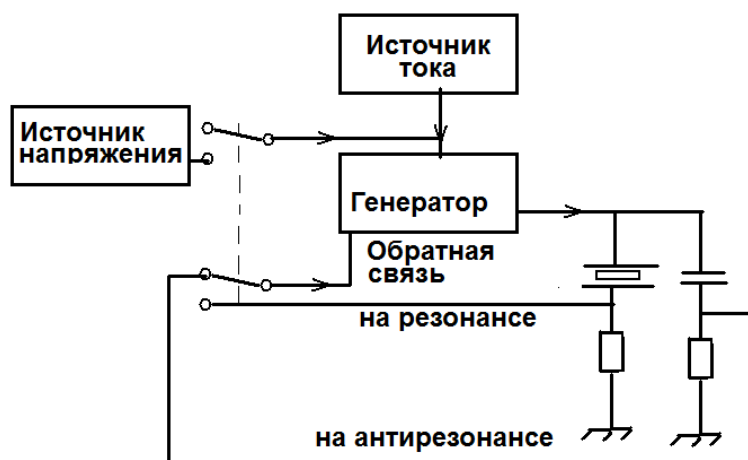 Источник
тока
Источник
напряжения
Генератор
Обратная
связь
на резонансе
на антирезонансе